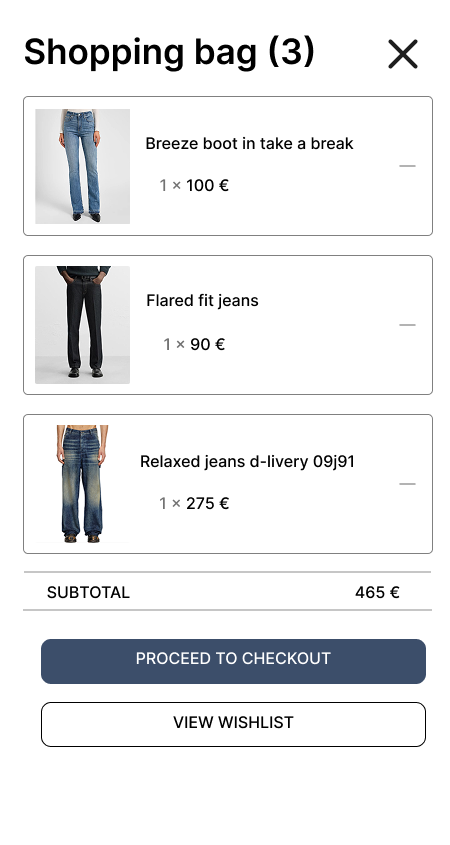 Shopping bag (3)
Breeze boot in take a break
1 × 100 €
Flared fit jeans
1 × 90 €
Relaxed jeans d-livery 09j91
1 × 275 €
SUBTOTAL 465 €
PROCEED TO CHECKOUT
VIEW WISHLIST